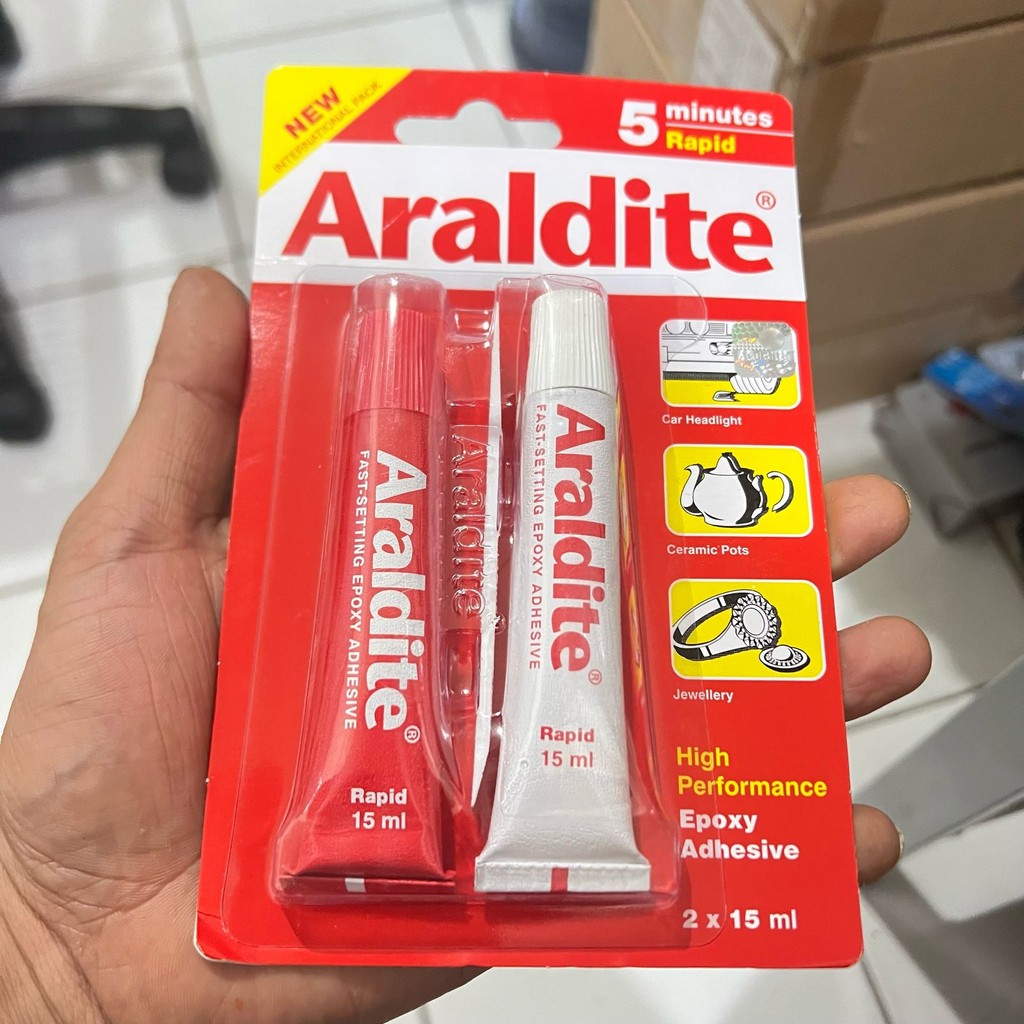 NEW
INTERNATIONAL PACK
5 minutes
Rapid
Araldite®
Araldite®
FAST-SETTING EPOXY ADHESIVE
Rapid
15 ml
Araldite
Araldite®
FAST-SETTING EPOXY ADHESIVE
Rapid
15 ml
Car Headlight
Ceramic Pots
Jewellery
High
Performance
Epoxy
Adhesive
2 x 15 ml